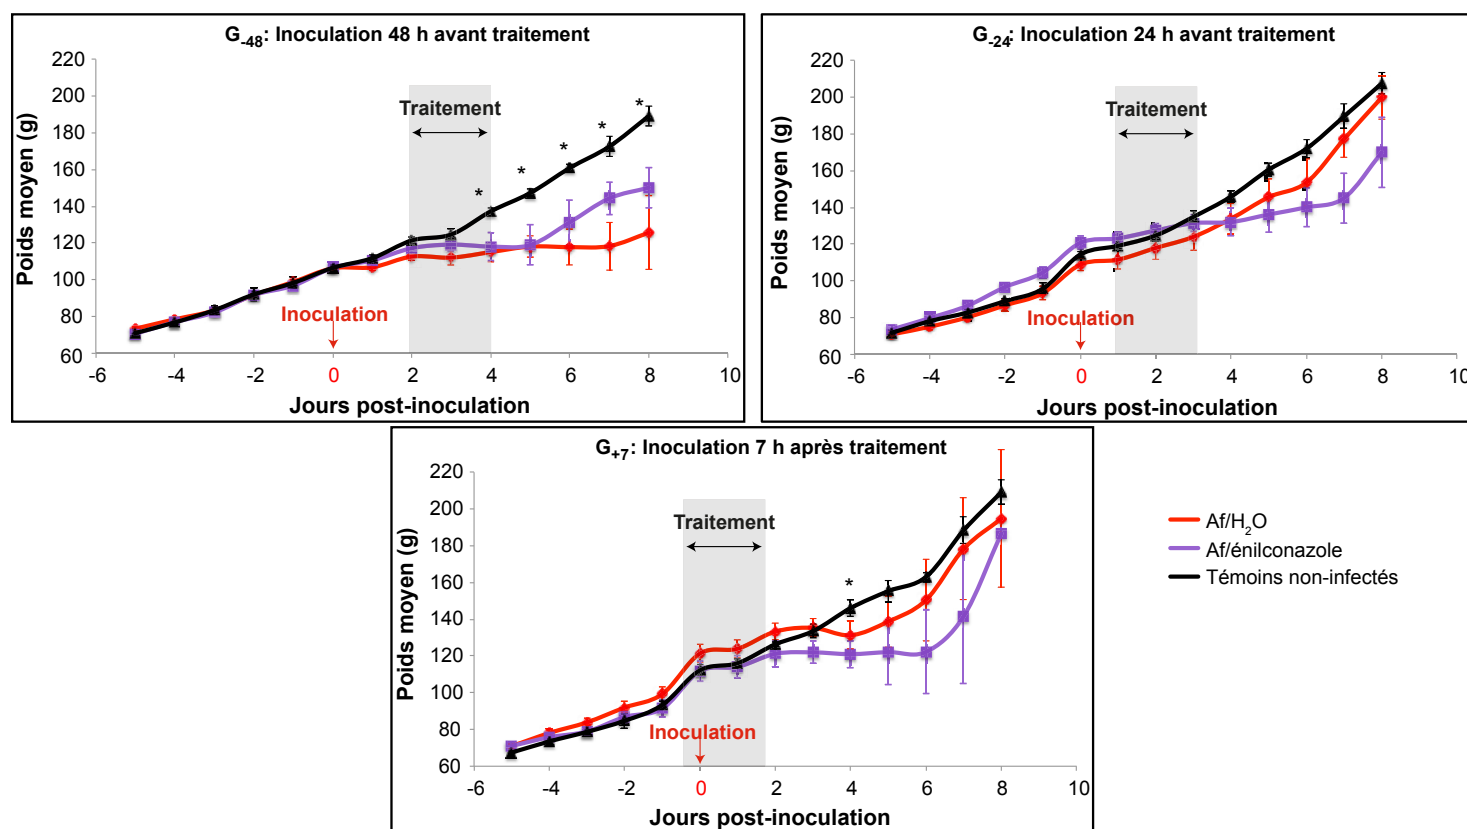 G-48: Inoculation 48 h avant traitement
220
200
180
160
140
120
100
80
60
Poids moyen (g)
Traitement
*
*
*
*
*
Inoculation
-6 -4 -2 0 2 4 6 8 10
Jours post-inoculation
G-24: Inoculation 24 h avant traitement
220
200
180
160
140
120
100
80
60
Poids moyen (g)
Traitement
Inoculation
-6 -4 -2 0 2 4 6 8 10
Jours post-inoculation
G+7: Inoculation 7 h après traitement
220
200
180
160
140
120
100
80
60
Poids moyen (g)
Traitement
*
Inoculation
-6 -4 -2 0 2 4 6 8 10
Jours post-inoculation
Af/H2O
Af/énilconazole
Témoins non-infectés